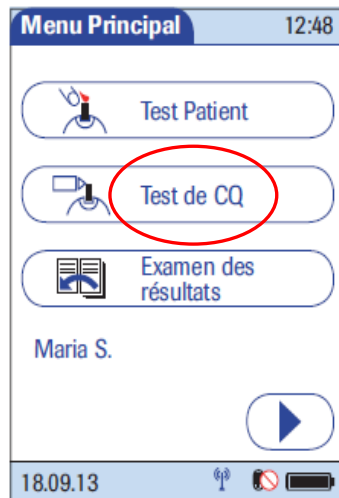 Menu Principal 12:48
Test Patient
Test de CQ
Examen des
résultats
Maria S.
18.09.13